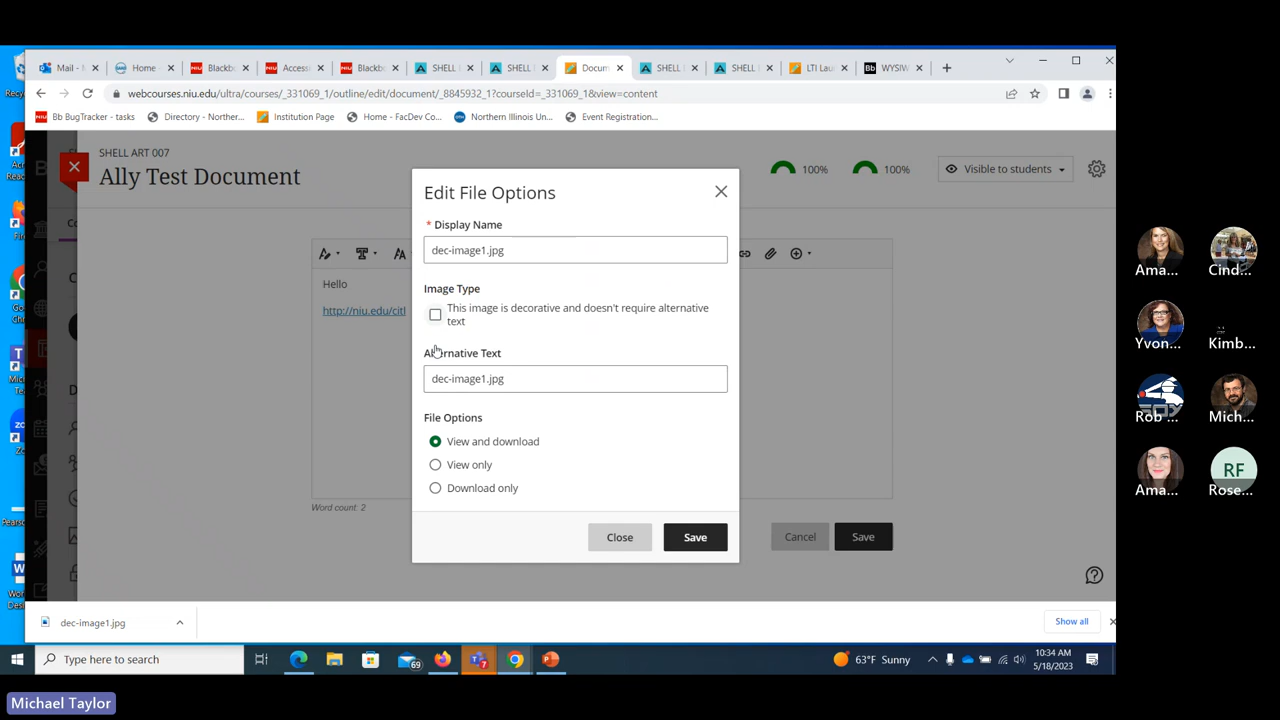 Mail - 
Home -
Blackb
Access
Blackb
SHELL
SHELL
Docum
SHELL
SHELL
LTI Lau
Bb
WYSIW
webcourses.niu.edu/ultra/courses/_331069_1/outline/edit/document/_8845932_1?courseId=_331069_1&view=content
Bb BugTracker - tasks
Directory - Norther...
Institution Page
Home - FacDev Co...
Northern Illinois Un...
Event Registration...
SHELL ART 007
Ally Test Document
100%
100%
Visible to students
Edit File Options
* Display Name
dec-image1.jpg
Image Type
This image is decorative and doesn't require alternative
text
Alternative Text
dec-image1.jpg
File Options
View and download
View only
Download only
Close
Save
Hello
http://niu.edu/citl
Word count: 2
Cancel
Save
dec-image1.jpg
Show all
Type here to search
69
7
63°F Sunny
10:34 AM
5/18/2023
Ama...
Cind...
Yvon...
Kimb...
Rob ...
Mich...
Ama...
RF
Rose...
Michael Taylor